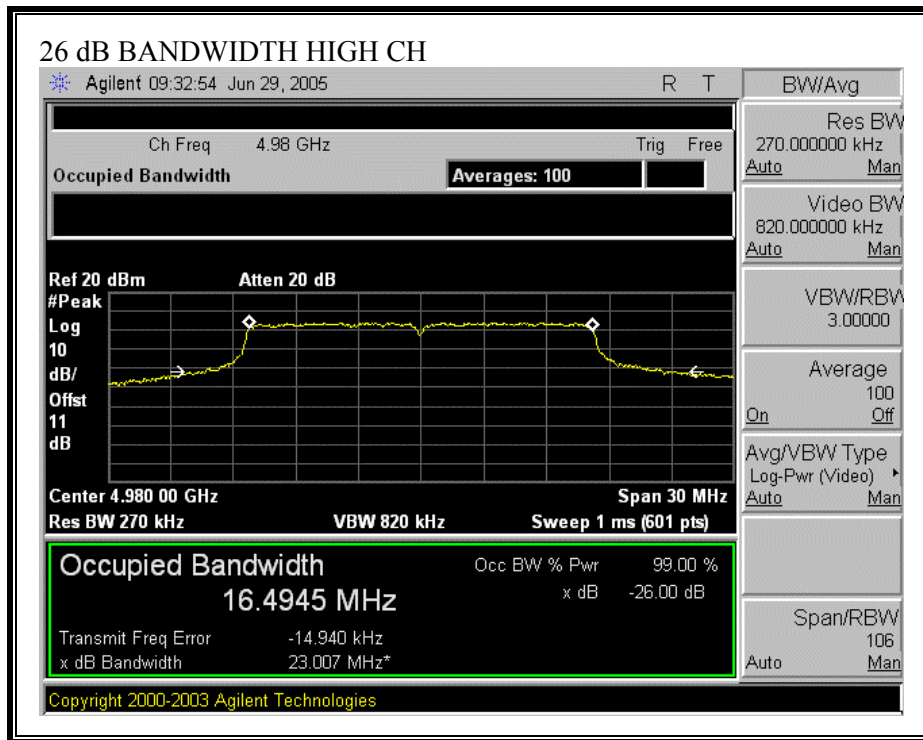 26 dB BANDWIDTH HIGH CH
Agilent 09:32:54 Jun 29, 2005 R T
BW/Avg
Ch Freq 4.98 GHz Trig Free
Occupied Bandwidth Averages: 100
Res BW
270.000000 kHz
Auto Man
Video BW
820.000000 kHz
Auto Man
VBW/RBW
3.00000
Average
100
On Off
Avg/VBW Type
Log-Pwr (Video)
Auto Man
Span/RBW
106
Auto Man
Ref 20 dBm Atten 20 dB
#Peak
Log
10
dB/
Offst
11
dB
Center 4.980 00 GHz Span 30 MHz
Res BW 270 kHz VBW 820 kHz Sweep 1 ms (601 pts)
Occupied Bandwidth
16.4945 MHz
Occ BW % Pwr 99.00 %
x dB -26.00 dB
Transmit Freq Error -14.940 kHz
x dB Bandwidth 23.007 MHz*
Copyright 2000-2003 Agilent Technologies